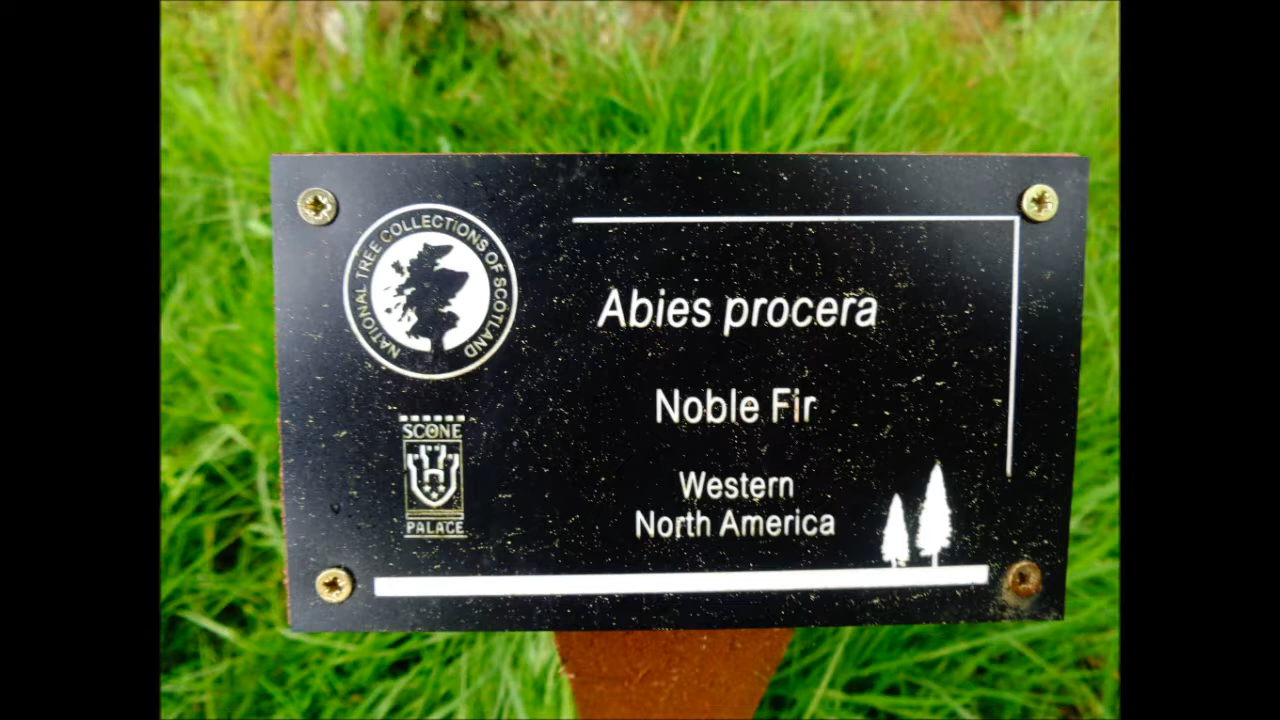 NATIONAL TREE COLLECTIONS OF SCOTLAND
Abies procera
Noble Fir
Western
North America
SCONE
PALACE